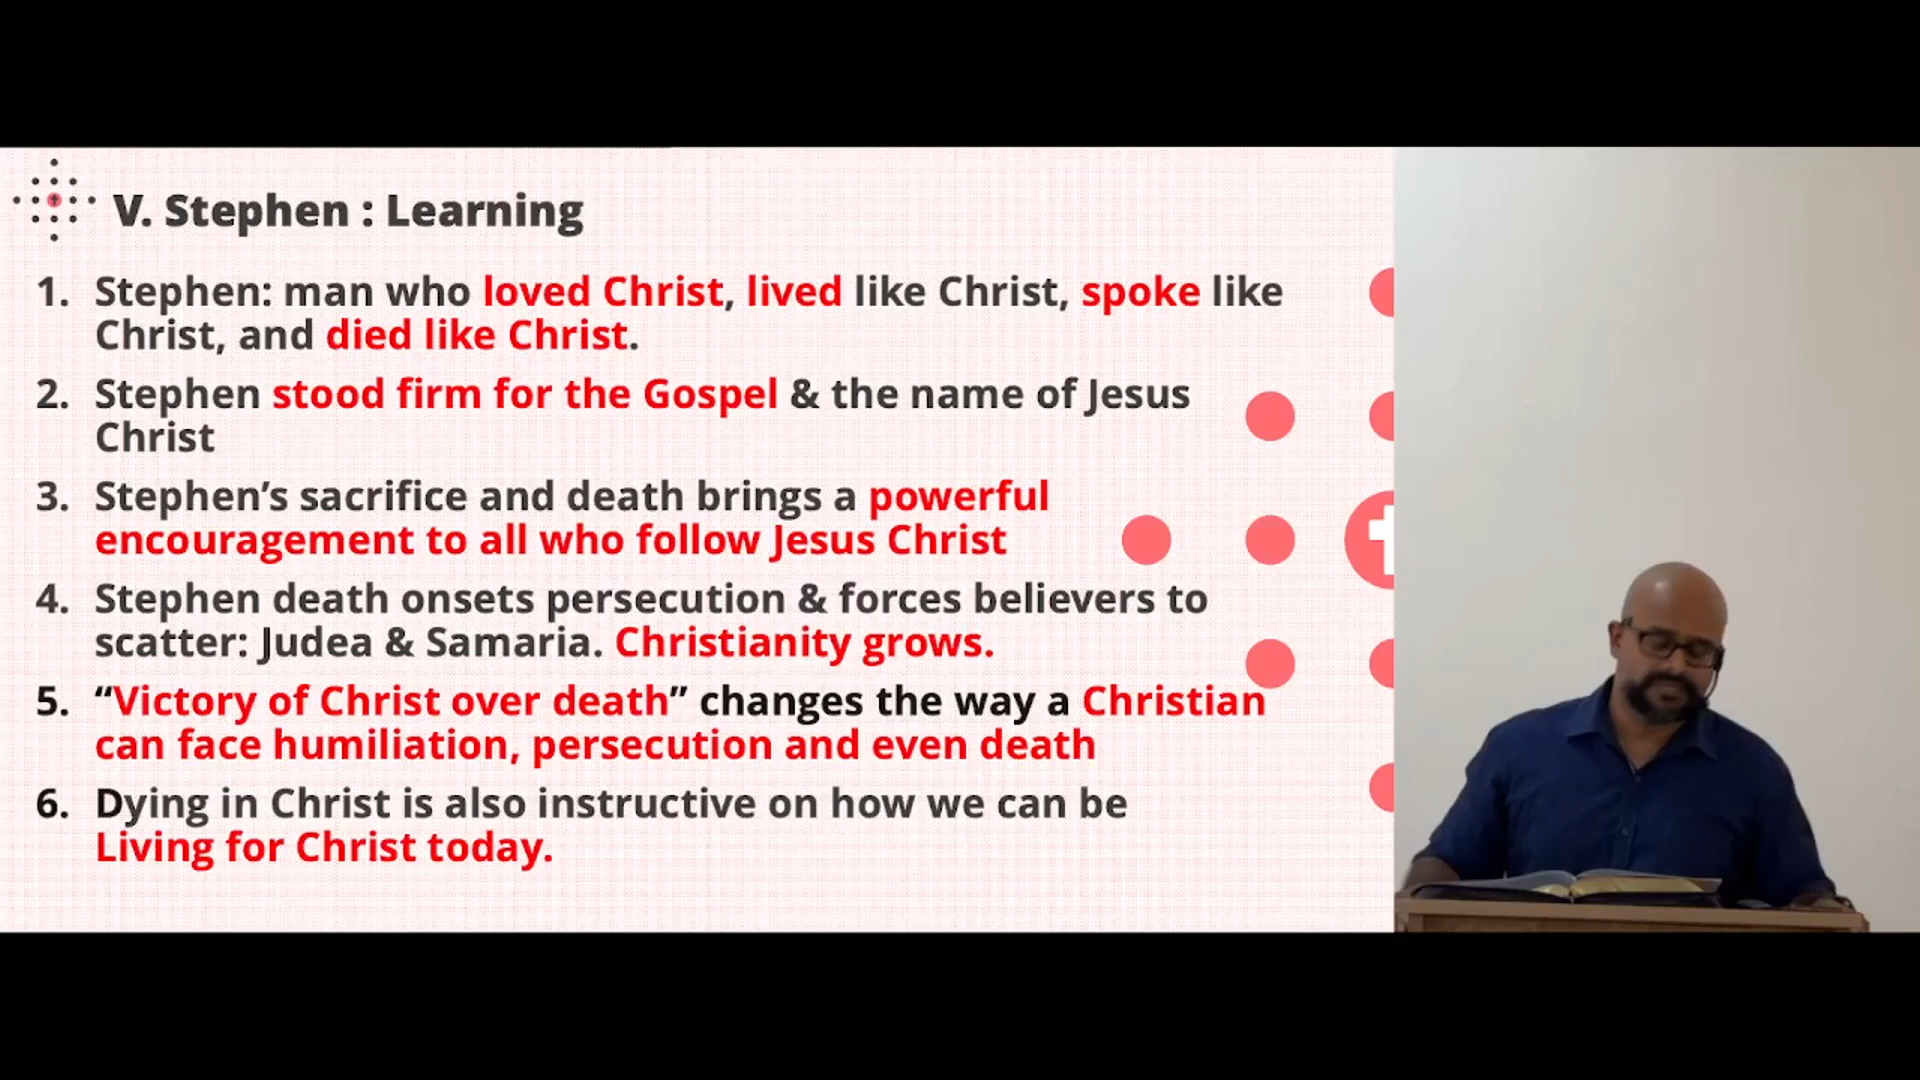 V. Stephen : Learning
1. Stephen: man who loved Christ, lived like Christ, spoke like
Christ, and died like Christ.
2. Stephen stood firm for the Gospel & the name of Jesus
Christ
3. Stephen’s sacrifice and death brings a powerful
encouragement to all who follow Jesus Christ
4. Stephen death onsets persecution & forces believers to
scatter: Judea & Samaria. Christianity grows.
5. “Victory of Christ over death” changes the way a Christian
can face humiliation, persecution and even death
6. Dying in Christ is also instructive on how we can be
Living for Christ today.